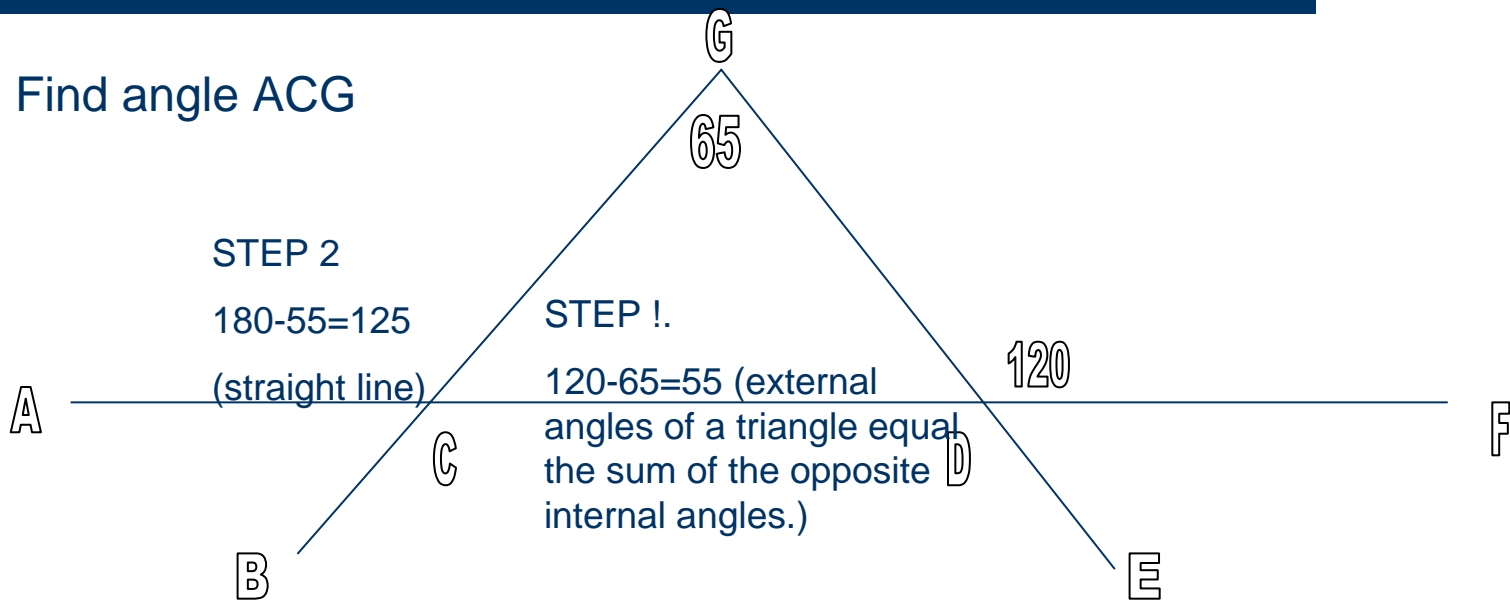 G
Find angle ACG
65
STEP 2
180-55=125
(straight line)
STEP !.
120-65=55 (external
angles of a triangle equal
the sum of the opposite
internal angles.)
120
A
C
D
F
B
E